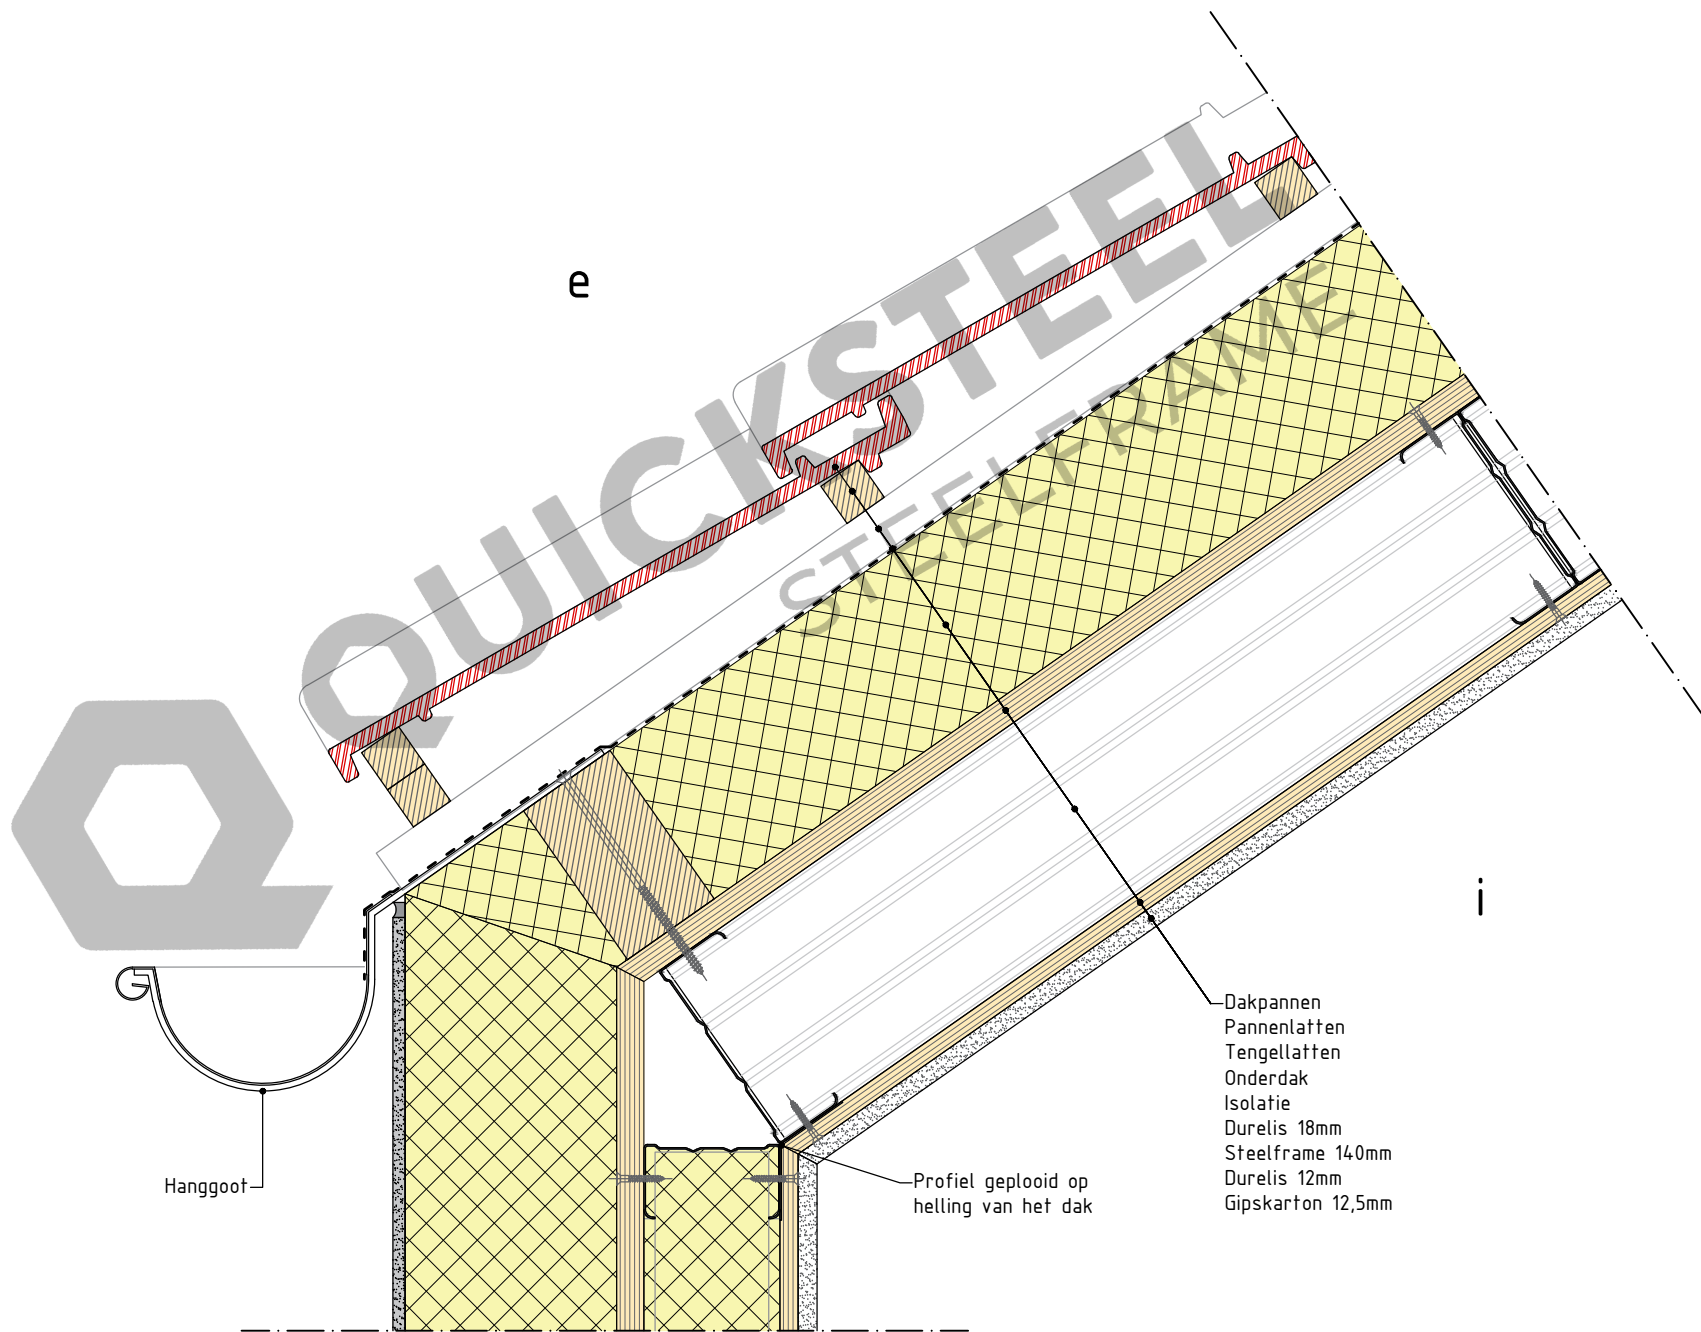 e
QUICKSTEEL
STEELFRAME
i
Dakpannen
Pannenlatten
Tengellatten
Onderdak
Isolatie
Durelis 18mm
Steelframe 140mm
Durelis 12mm
Gipskarton 12,5mm
Profiel geplooid op
helling van het dak
Hanggoot